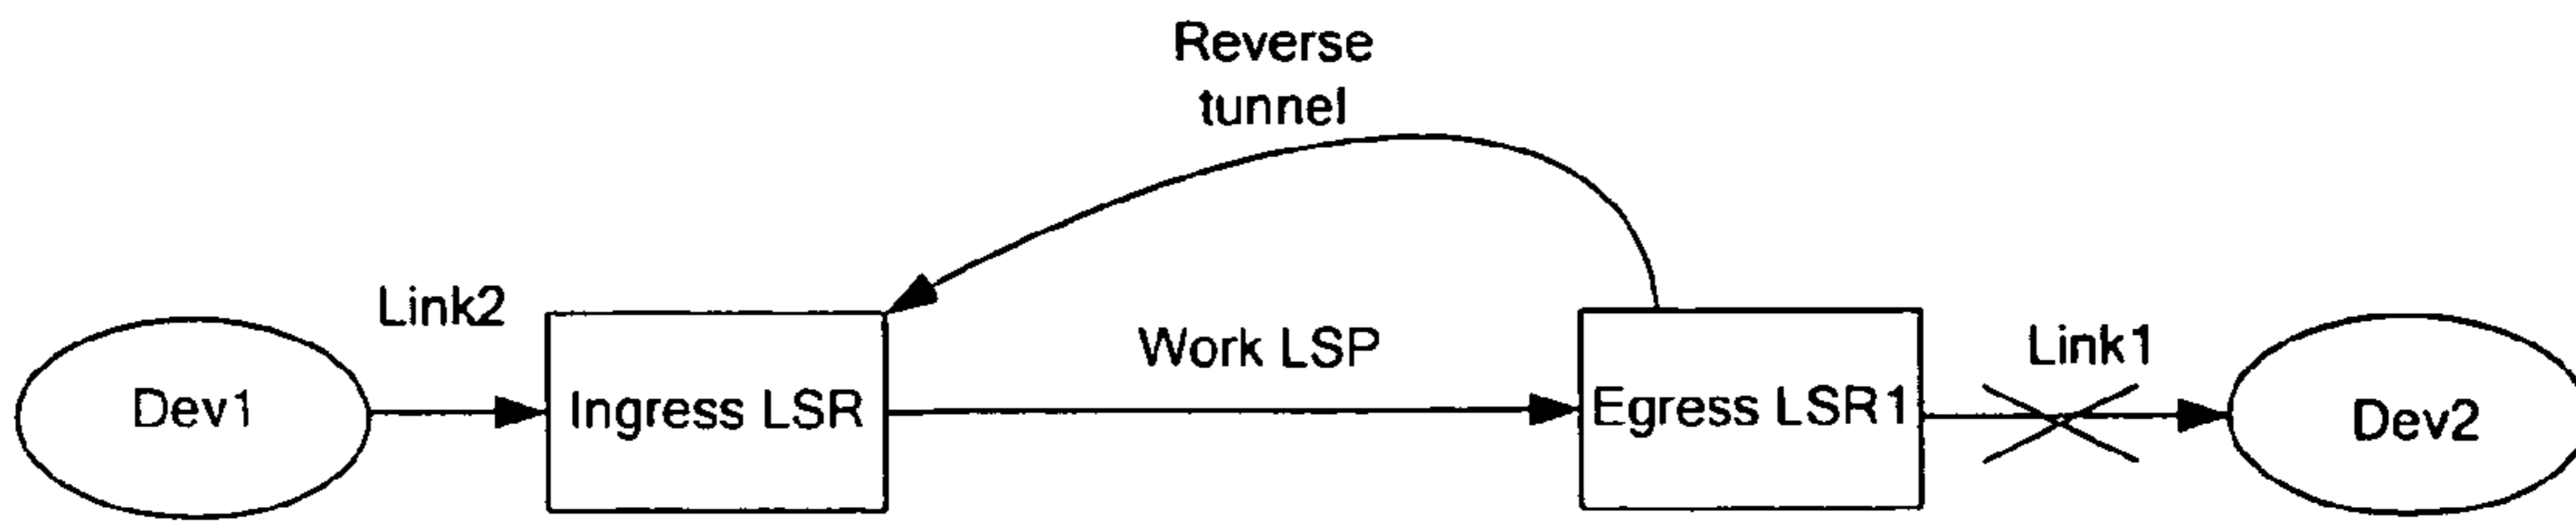 Reverse
tunnel
Link2
Work LSP
Link1
Dev1
Ingress LSR
Egress LSR1
Dev2